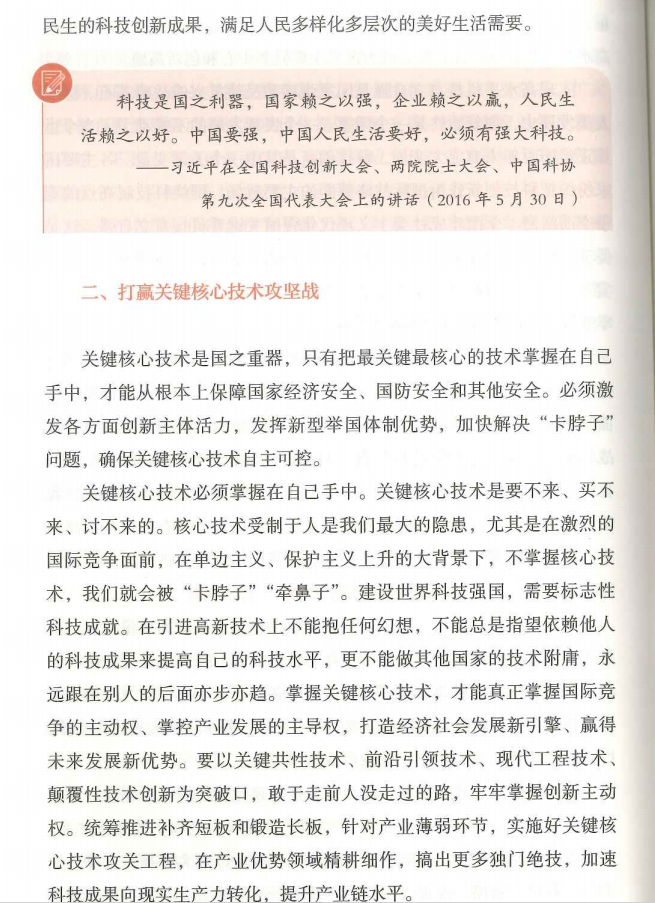 民生的科技创新成果，满足人民多样化多层次的美好生活需要。
科技是国之利器，国家赖之以强，企业赖之以赢，人民生
活赖之以好。中国要强，中国人民生活要好，必须有强大科技。
——习近平在全国科技创新大会、两院院士大会、中国科协
第九次全国代表大会上的讲话（2016年5月30日）
二、打赢关键核心技术攻坚战
关键核心技术是国之重器，只有把最关键最核心的技术掌握在自己
手中，才能从根本上保障国家经济安全、国防安全和其他安全。必须激
发各方面创新主体活力，发挥新型举国体制优势，加快解决“卡脖子”
问题，确保关键核心技术自主可控。
关键核心技术必须掌握在自己手中。关键核心技术是要不来、买不
来、讨不来的。核心技术受制于人是我们最大的隐患，尤其是在激烈的
国际竞争面前，在单边主义、保护主义上升的大背景下，不掌握核心技
术，我们就会被“卡脖子”“牵鼻子”。建设世界科技强国，需要标志性
科技成就。在引进高新技术上不能抱任何幻想，不能总是指望依赖他人
的科技成果来提高自己的科技水平，更不能做其他国家的技术附庸，永
远跟在别人的后面亦步亦趋。掌握关键核心技术，才能真正掌握国际竞
争的主动权、掌控产业发展的主导权，打造经济社会发展新引擎、赢得
未来发展新优势。要以关键共性技术、前沿引领技术、现代工程技术、
颠覆性技术创新为突破口，敢于走前人没走过的路，牢牢掌握创新主动
权。统筹推进补齐短板和锻造长板，针对产业薄弱环节，实施好关键核
心技术攻关工程，在产业优势领域精耕细作，搞出更多独门绝技，加速
科技成果向现实生产力转化，提升产业链水平。